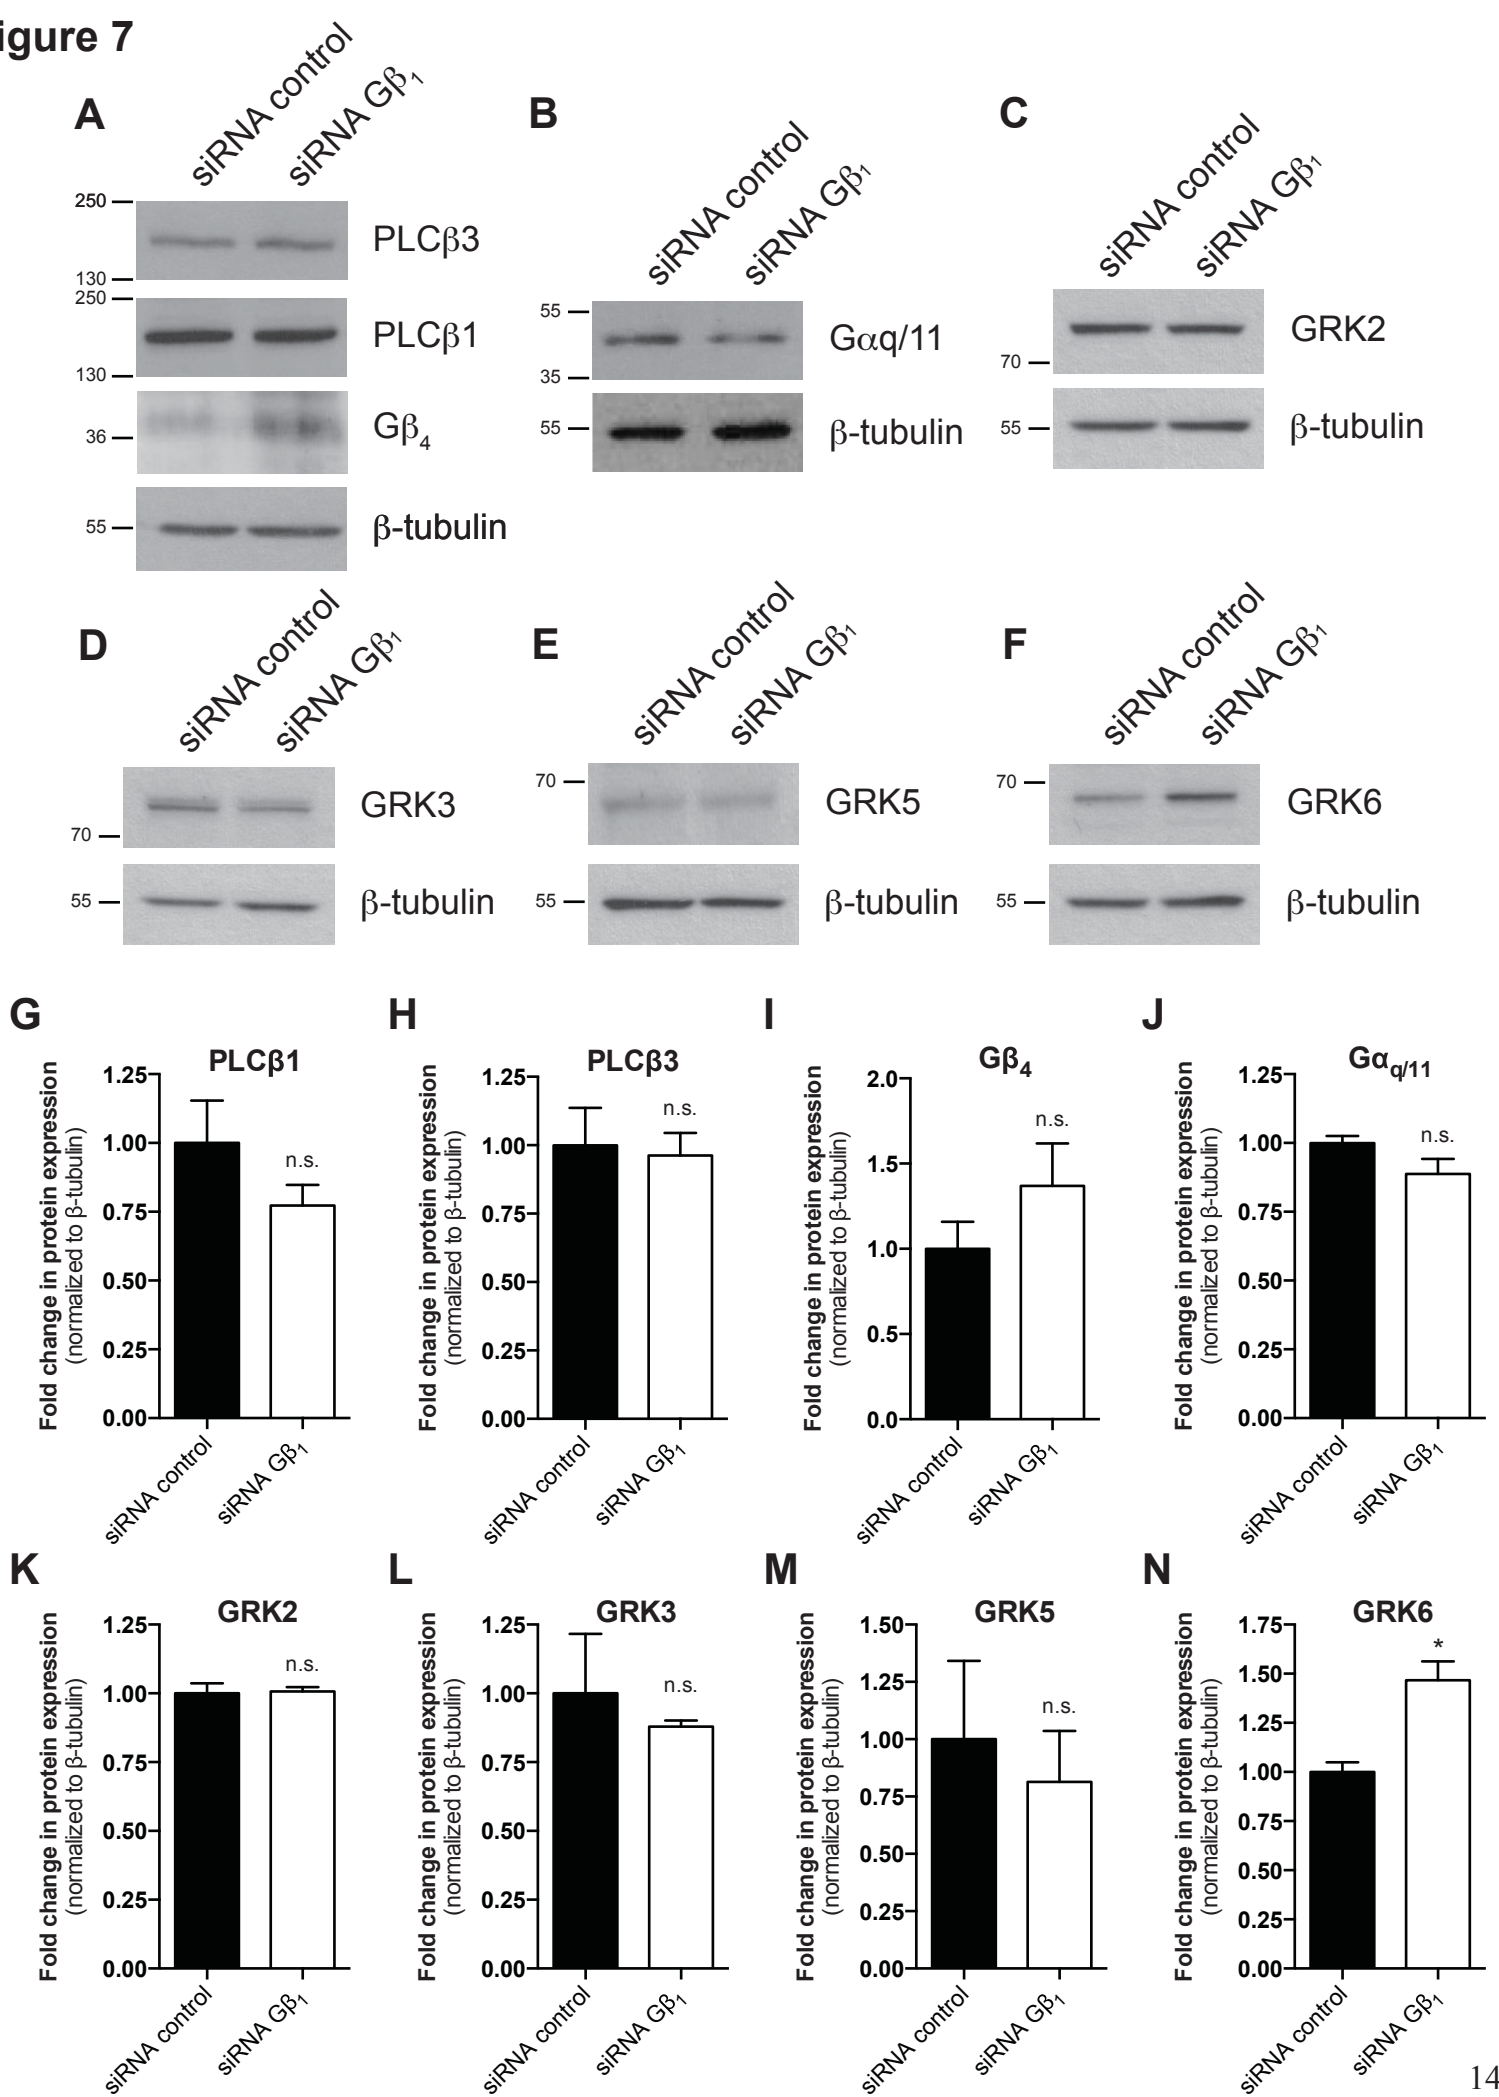 igure 7
A
siRNA control
siRNA Gβ1
250
PLCβ3
130
250
PLCβ1
130
Gβ4
36
55
β-tubulin
B
siRNA control
siRNA Gβ1
55
Gαq/11
35
55
β-tubulin
C
siRNA control
siRNA Gβ1
GRK2
70
55
β-tubulin
D
siRNA control
siRNA Gβ1
GRK3
70
55
β-tubulin
E
siRNA control
siRNA Gβ1
70
GRK5
55
β-tubulin
F
siRNA control
siRNA Gβ1
70
GRK6
55
β-tubulin
G
PLCβ1
Fold change in protein expression
(normalized to β-tubulin)
1.25
1.00
0.75
0.50
0.25
0.00
n.s.
siRNA control
siRNA Gβ1
H
PLCβ3
Fold change in protein expression
(normalized to β-tubulin)
1.25
1.00
0.75
0.50
0.25
0.00
n.s.
siRNA control
siRNA Gβ1
I
Gβ4
Fold change in protein expression
(normalized to β-tubulin)
2.0
1.5
1.0
0.5
0.0
n.s.
siRNA control
siRNA Gβ1
J
Gαq/11
Fold change in protein expression
(normalized to β-tubulin)
1.25
1.00
0.75
0.50
0.25
0.00
n.s.
siRNA control
siRNA Gβ1
K
GRK2
Fold change in protein expression
(normalized to β-tubulin)
1.25
1.00
0.75
0.50
0.25
0.00
n.s.
siRNA control
siRNA Gβ1
L
GRK3
Fold change in protein expression
(normalized to β-tubulin)
1.25
1.00
0.75
0.50
0.25
0.00
n.s.
siRNA control
siRNA Gβ1
M
GRK5
Fold change in protein expression
(normalized to β-tubulin)
1.50
1.25
1.00
0.75
0.50
0.25
0.00
n.s.
siRNA control
siRNA Gβ1
N
GRK6
Fold change in protein expression
(normalized to β-tubulin)
1.75
1.50
1.25
1.00
0.75
0.50
0.25
0.00
*
siRNA control
siRNA Gβ1
14